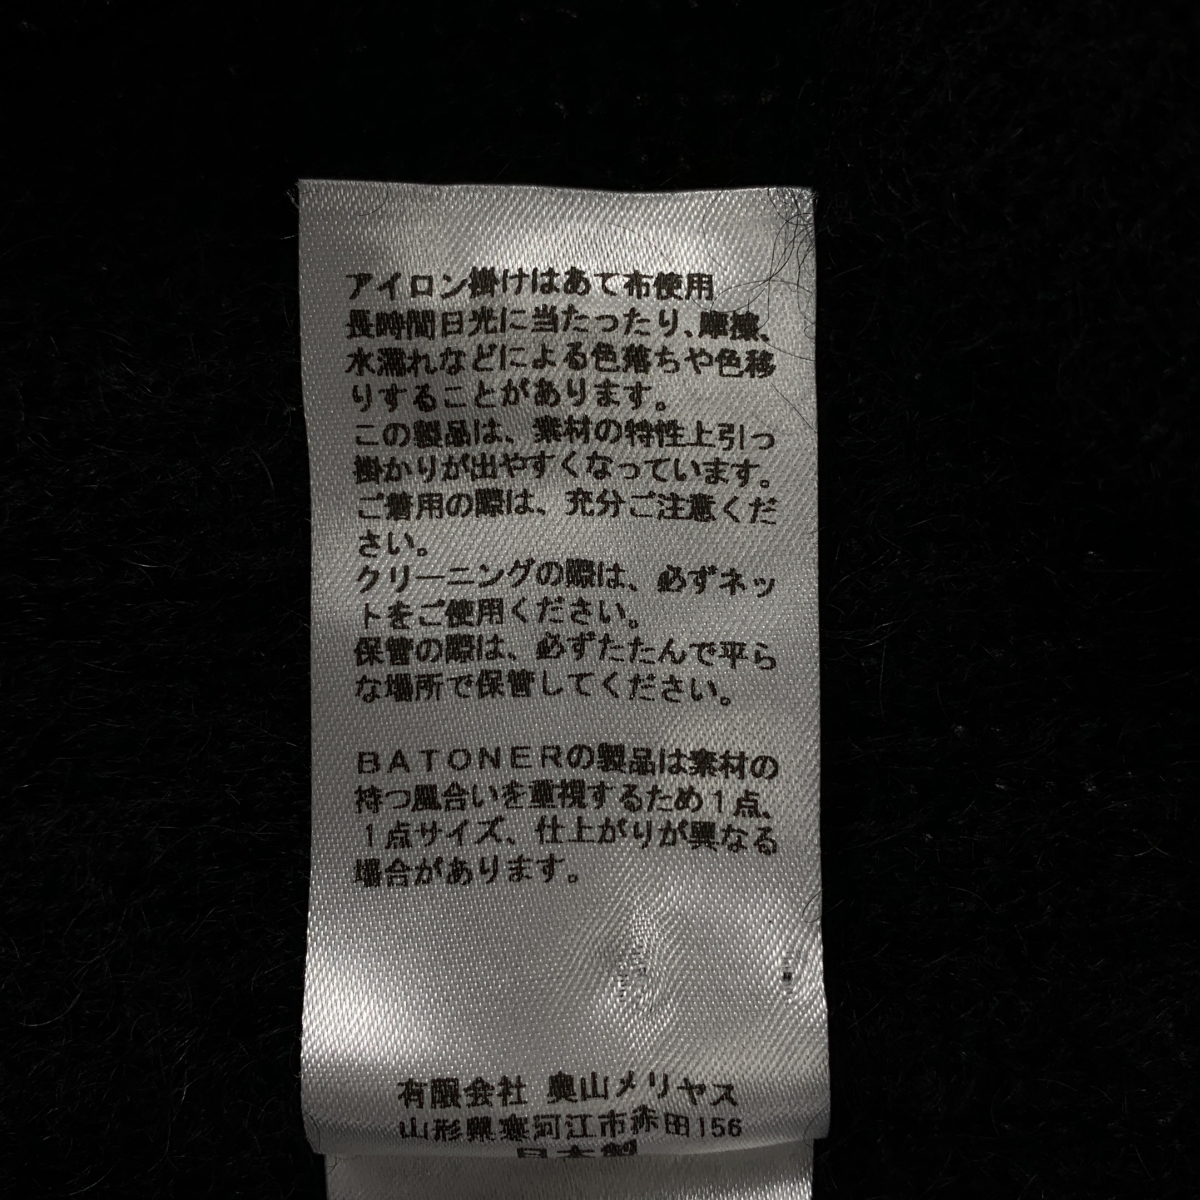 アイロン掛けはあて布使用
長時間日光に当たったり、摩擦、
水濡れなどによる色落ちや色移
りすることがあります。
この製品は、素材の特性上引っ
掛かりが出やすくなっています。
ご着用の際は、充分ご注意くだ
さい。
クリーニングの際は、必ずネッ
トをご使用ください。
保管の際は、必ずたたんで平ら
な場所で保管してください。
BATONERの製品は素材の
持つ風合いを重視するため1点、
1点サイズ、仕上がりが異なる
場合があります。
有限会社 奥山メリヤス
山形県寒河江市赤田156
日本製